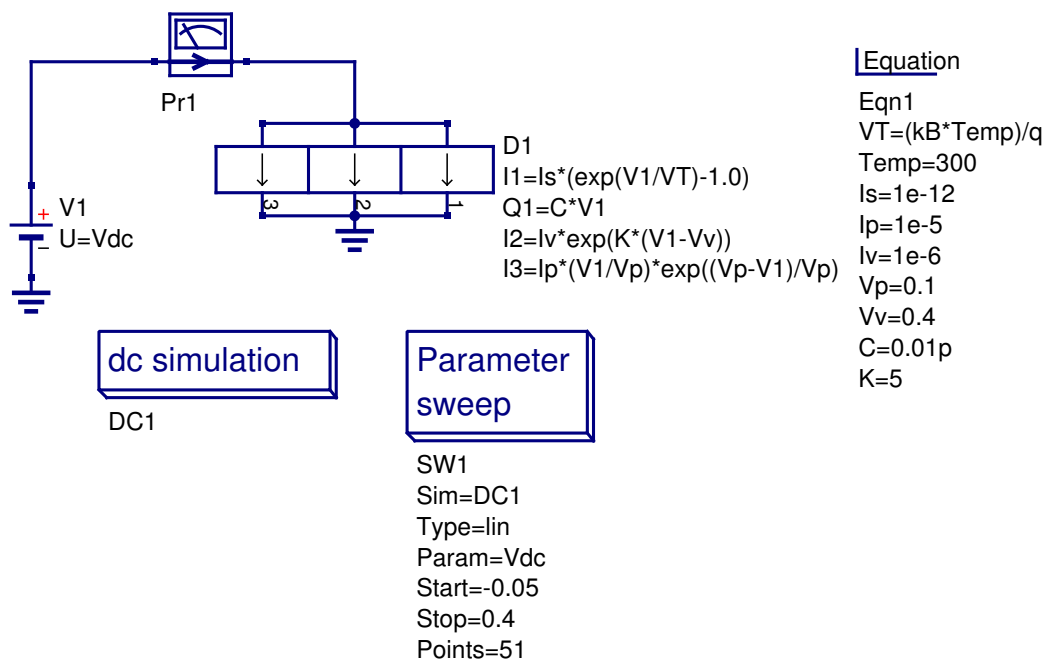 Pr1
V1
U=Vdc
+
−
3
2
1
D1
I1=Is*(exp(V1/VT)-1.0)
Q1=C*V1
I2=Iv*exp(K*(V1-Vv))
I3=Ip*(V1/Vp)*exp((Vp-V1)/Vp)
Equation
Eqn1
VT=(kB*Temp)/q
Temp=300
Is=1e-12
Ip=1e-5
Iv=1e-6
Vp=0.1
Vv=0.4
C=0.01p
K=5
dc simulation
DC1
Parameter
sweep
SW1
Sim=DC1
Type=lin
Param=Vdc
Start=-0.05
Stop=0.4
Points=51